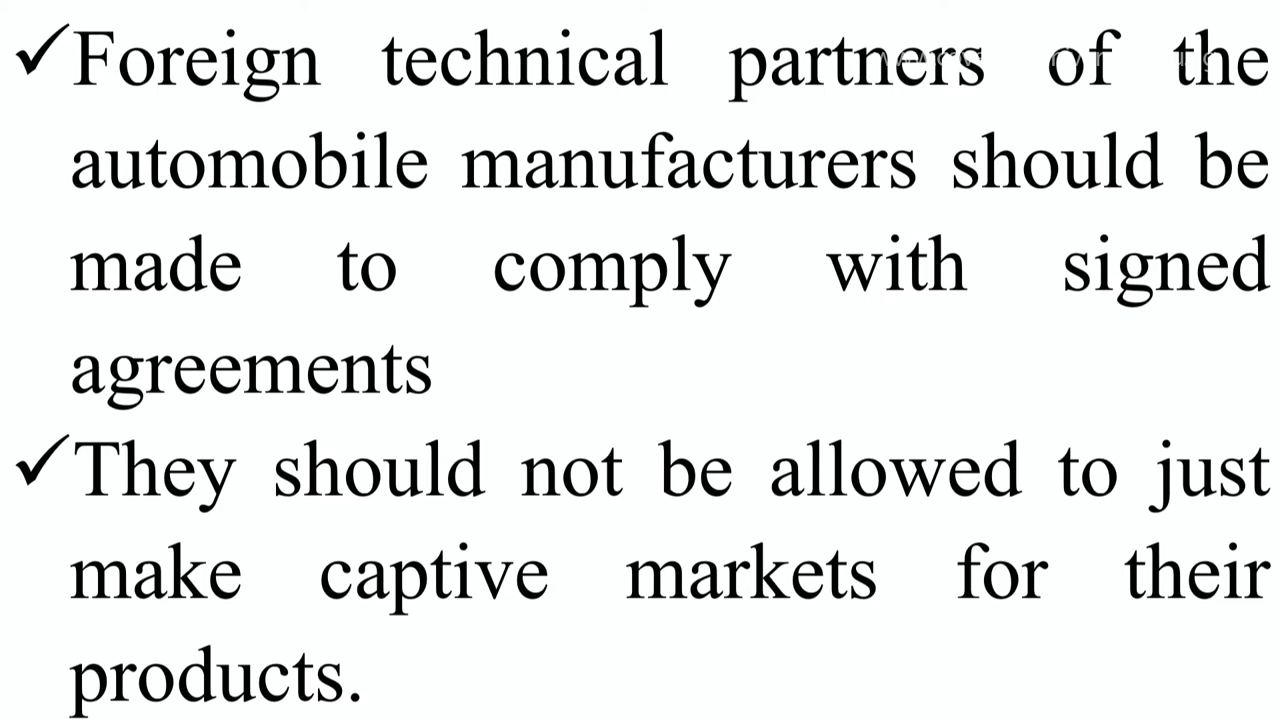 ✓Foreign technical partners of the
automobile manufacturers should be
made to comply with signed
agreements
✓They should not be allowed to just
make captive markets for their
products.